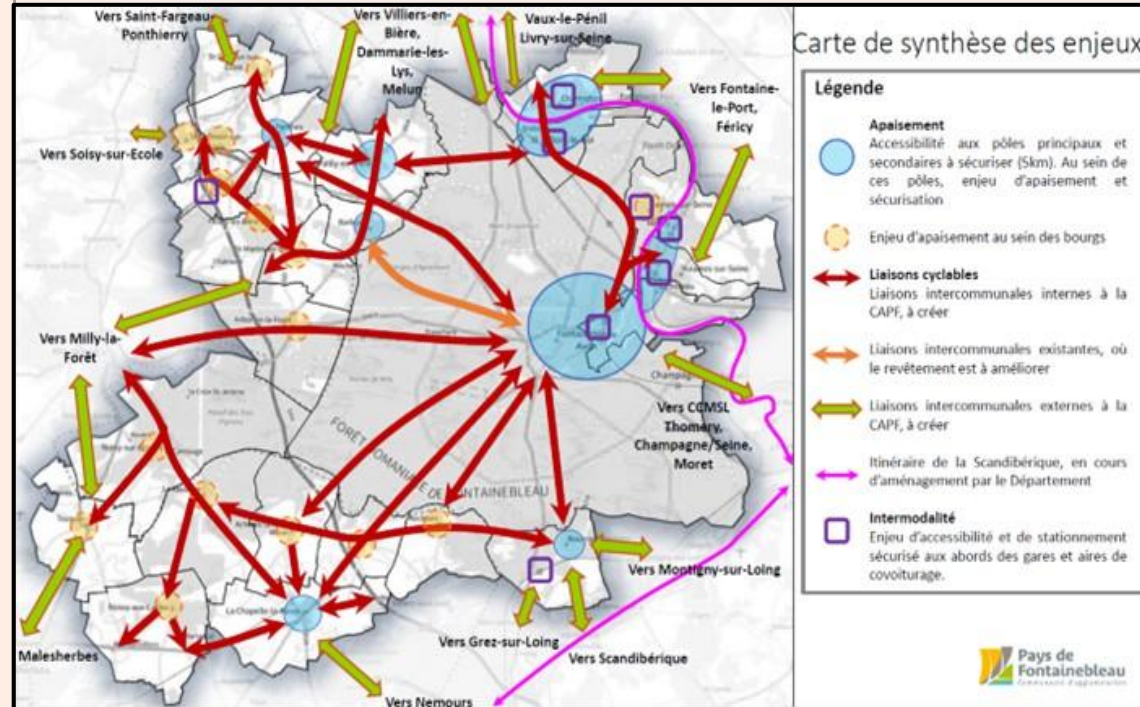 Vers Saint-Fargeau-
Ponthierry
Vers Villiers-en-
Bière,
Dammarie-les-
Lys,
Melun
Vaux-le-Pénil
Livry-sur-Seine
Vers Fontaine-
le-Port,
Féricy
Vers Soisy-sur-Ecole
Vers Milly-la-
Forêt
Vers CCMSL
Thomery,
Champagne/Seine,
Moret
FORÊT DOMANIALE DE FONTAINEBLEAU
La Chapelle-la-Reine
Vers Montigny-sur-Loing
Vers Grez-sur-Loing
Vers Scandibérique
Malesherbes
Vers Nemours
Carte de synthèse des enjeux
Légende
Apaisement
Accessibilité aux pôles principaux et
secondaires à sécuriser (5km). Au sein de
ces pôles, enjeu d'apaisement et
sécurisation
Enjeu d'apaisement au sein des bourgs
Liaisons cyclables
Liaisons intercommunales internes à la
CAPF, à créer
Liaisons intercommunales existantes, où
le revêtement est à améliorer
Liaisons intercommunales externes à la
CAPF, à créer
Itinéraire de la Scandibérique, en cours
d'aménagement par le Département
Intermodalité
Enjeu d'accessibilité et de stationnement
sécurisé aux abords des gares et aires de
covoiturage.
Pays de
Fontainebleau
Communauté d'agglomération